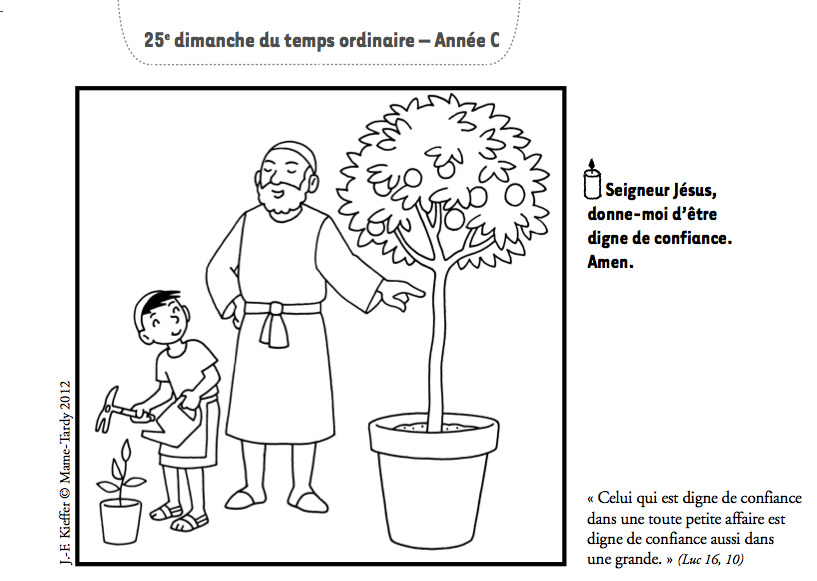 25e dimanche du temps ordinaire – Année C
Seigneur Jésus,
donne-moi d'être
digne de confiance.
Amen.
J.-F. Kieffer © Mame-Tardy 2012
« Celui qui est digne de confiance
dans une toute petite affaire est
digne de confiance aussi dans
une grande. » (Luc 16, 10)